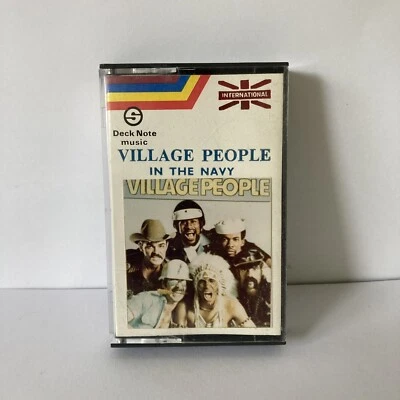 INTERNATIONAL
Deck Note
music
VILLAGE PEOPLE
IN THE NAVY
VILLAGE PEOPLE